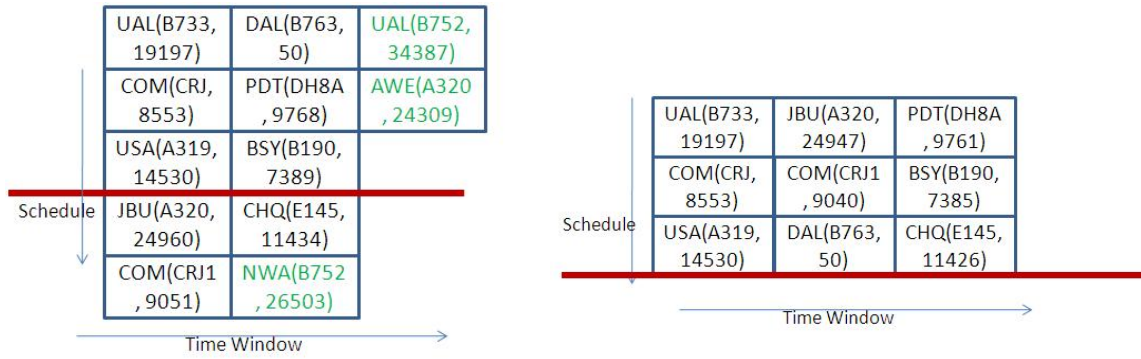 UAL(B733,
19197)
DAL(B763,
50)
UAL(B752,
34387)
COM(CRJ,
8553)
PDT(DH8A
,9768)
AWE(A320
,24309)
USA(A319,
14530)
BSY(B190,
7389)
Schedule
JBU(A320,
24960)
CHQ(E145,
11434)
COM(CRJ1
,9051)
NWA(B752
,26503)
Time Window
UAL(B733,
19197)
JBU(A320,
24947)
PDT(DH8A
,9761)
COM(CRJ,
8553)
COM(CRJ1
,9040)
BSY(B190,
7385)
Schedule
USA(A319,
14530)
DAL(B763,
50)
CHQ(E145,
11426)
Time Window